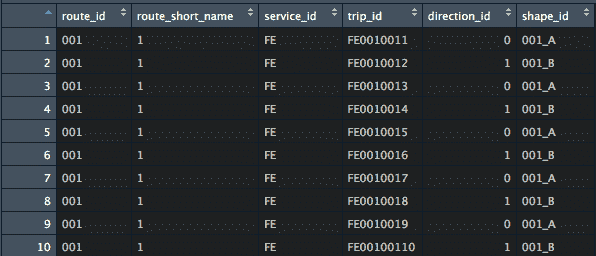 route_id route_short_name service_id trip_id direction_id shape_id
1 001 1 FE FE0010011 0 001_A
2 001 1 FE FE0010012 1 001_B
3 001 1 FE FE0010013 0 001_A
4 001 1 FE FE0010014 1 001_B
5 001 1 FE FE0010015 0 001_A
6 001 1 FE FE0010016 1 001_B
7 001 1 FE FE0010017 0 001_A
8 001 1 FE FE0010018 1 001_B
9 001 1 FE FE0010019 0 001_A
10 001 1 FE FE00100110 1 001_B